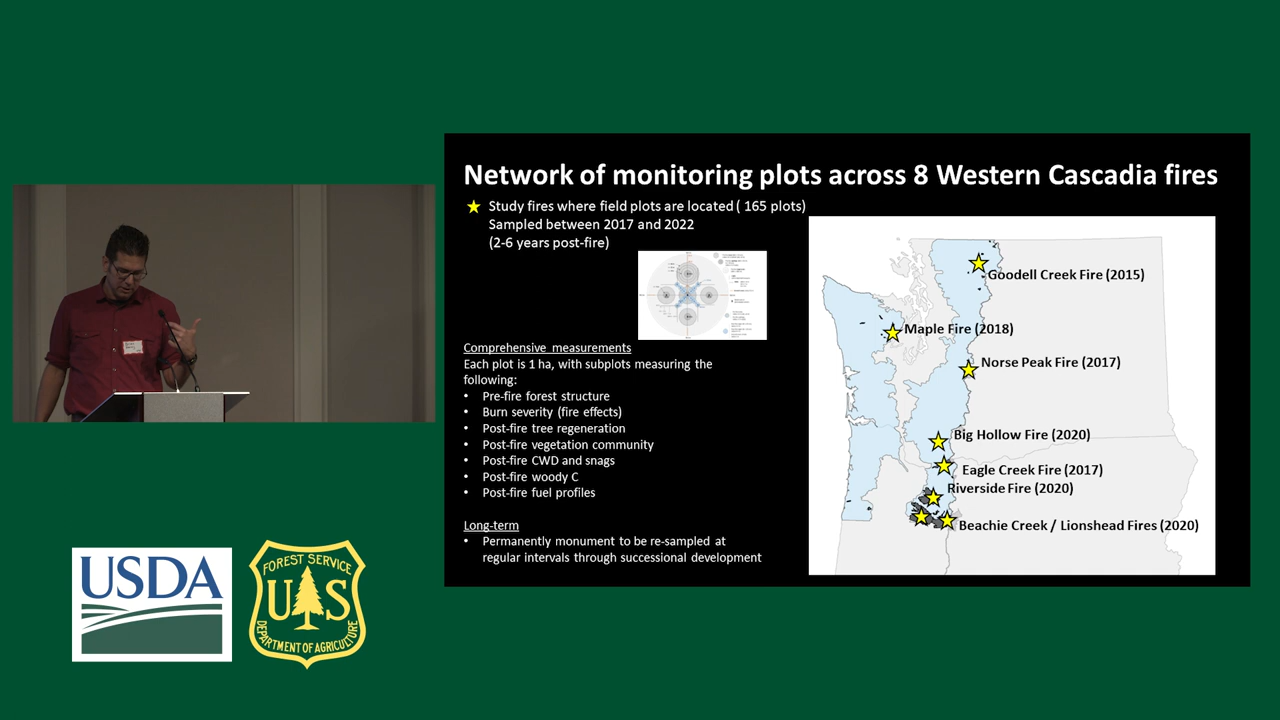 Network of monitoring plots across 8 Western Cascadia fires
Study fires where field plots are located ( 165 plots)
Sampled between 2017 and 2022
(2-6 years post-fire)
Comprehensive measurements
Each plot is 1 ha, with subplots measuring the
following:
• Pre-fire forest structure
• Burn severity (fire effects)
• Post-fire tree regeneration
• Post-fire vegetation community
• Post-fire CWD and snags
• Post-fire woody C
• Post-fire fuel profiles
Long-term
• Permanently monument to be re-sampled at
regular intervals through successional development
Goodell Creek Fire (2015)
Maple Fire (2018)
Norse Peak Fire (2017)
Big Hollow Fire (2020)
Eagle Creek Fire (2017)
Riverside Fire (2020)
Beachie Creek / Lionshead Fires (2020)
USDA
FOREST SERVICE
U S
DEPARTMENT OF AGRICULTURE